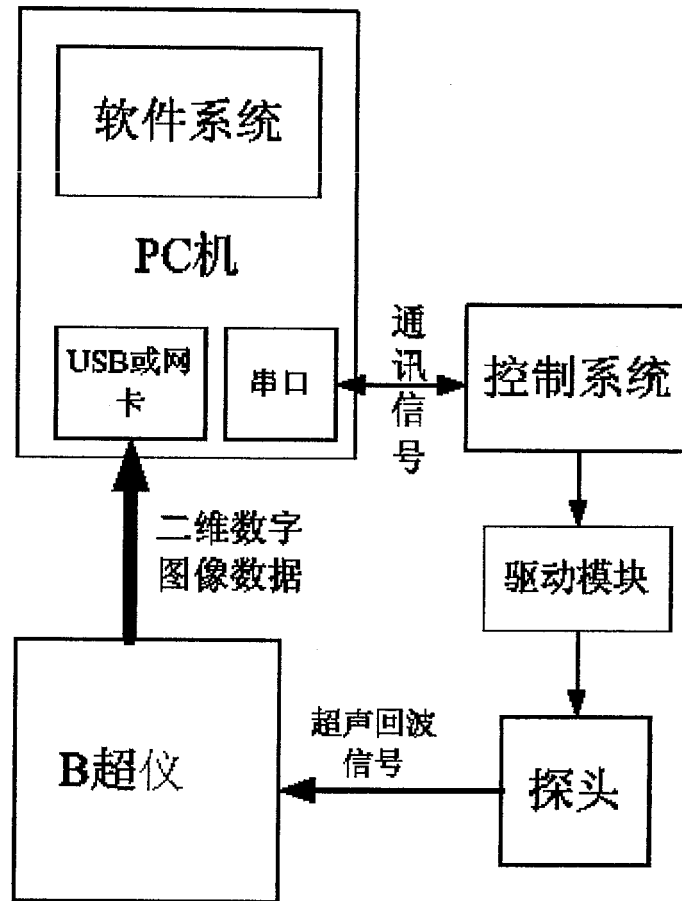 软件系统
PC机
USB或网
卡
串口
通
讯
信
号
控制系统
二维数字
图像数据
驱动模块
B超仪
超声回波
信号
探头